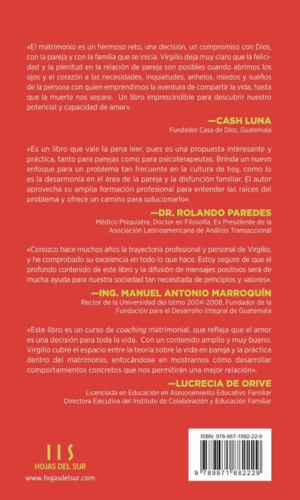 «El matrimonio es un hermoso reto, una decisión, un compromiso con Dios,
con la pareja y con la familia que se inicia. Virgilio deja muy claro que la felici-
dad y la plenitud en la relación de pareja son posibles cuando abrimos los
ojos y el corazón a las necesidades, inquietudes, anhelos, miedos y sueños
de la persona con quien emprendimos la aventura de compartir la vida, hasta
que la muerte nos separe. Un libro imprescindible para descubrir nuestro
potencial y capacidad de amar».
—CASH LUNA
Fundador Casa de Dios, Guatemala
«Es un libro que vale la pena leer, pues es una propuesta interesante y
práctica, tanto para parejas como para psicoterapeutas. Brinda un nuevo
enfoque para un problema tan frecuente en la cultura de hoy, como lo
es la desarmonía en el área de la pareja y la disfunción familiar. El autor
aprovecha su amplia formación profesional para entender las raíces del
problema y ofrece un camino para solucionarlo».
—DR. ROLANDO PAREDES
Médico Psiquiatra, Doctor en Filosofía, Ex Presidente de la
Asociación Latinoamericana de Análisis Transaccional
«Conozco hace muchos años la trayectoria profesional y personal de Virgilio,
y he comprobado su excelencia en todo lo que hace. Estoy seguro de que el
profundo contenido de este libro y la difusión de mensajes positivos será de
mucha ayuda para nuestra sociedad tan necesitada de principios y valores».
—ING. MANUEL ANTONIO MARROQUÍN
Rector de la Universidad del Istmo 2004-2008, Fundador de la
Fundación para el Desarrollo Integral de Guatemala
«Este libro es un curso de coaching matrimonial, que refleja que el amor
es una decisión para toda la vida. Con un contenido amplio y muy bueno,
Virgilio cubre el espacio entre la teoría sobre la vida en pareja y la práctica
dentro del matrimonio, enfocándose en mostrarnos cómo desarrollar
comportamientos concretos que nos permitirán una mejor relación».
—LUCRECIA DE ORIVE
Licenciada en Educación en Asesoramiento Educativo Familiar
Directora Ejecutiva del Instituto de Colaboración y Educación Familiar
HOJAS DEL SUR
www.hojasdelsur.com
ISBN: 978-987-1882-22-9
9 789871 882229